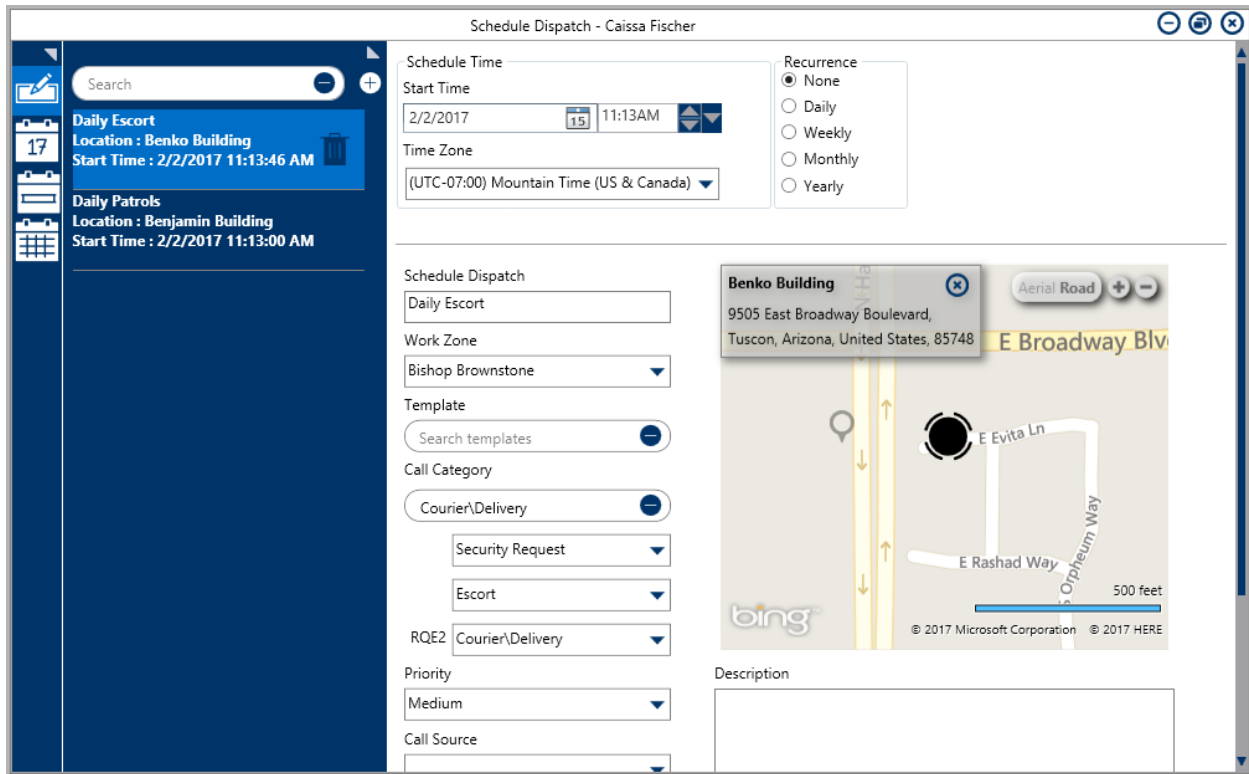 Schedule Dispatch - Caissa Fischer
Search
Daily Escort
Location : Benko Building
Start Time : 2/2/2017 11:13:46 AM
Daily Patrols
Location : Benjamin Building
Start Time : 2/2/2017 11:13:00 AM
17
Schedule Time
Start Time
2/2/2017
15
11:13AM
Time Zone
(UTC-07:00) Mountain Time (US & Canada)
Recurrence
None
Daily
Weekly
Monthly
Yearly
Schedule Dispatch
Daily Escort
Work Zone
Bishop Brownstone
Template
Search templates
Call Category
Courier\Delivery
Security Request
Escort
RQE2 Courier\Delivery
Priority
Medium
Call Source
Benko Building
9505 East Broadway Boulevard,
Tuscon, Arizona, United States, 85748
N Ha
Aerial Road
E Broadway Blv
E Evita Ln
E Rashad Way
S Orpheum Way
500 feet
bing
© 2017 Microsoft Corporation © 2017 HERE
Description